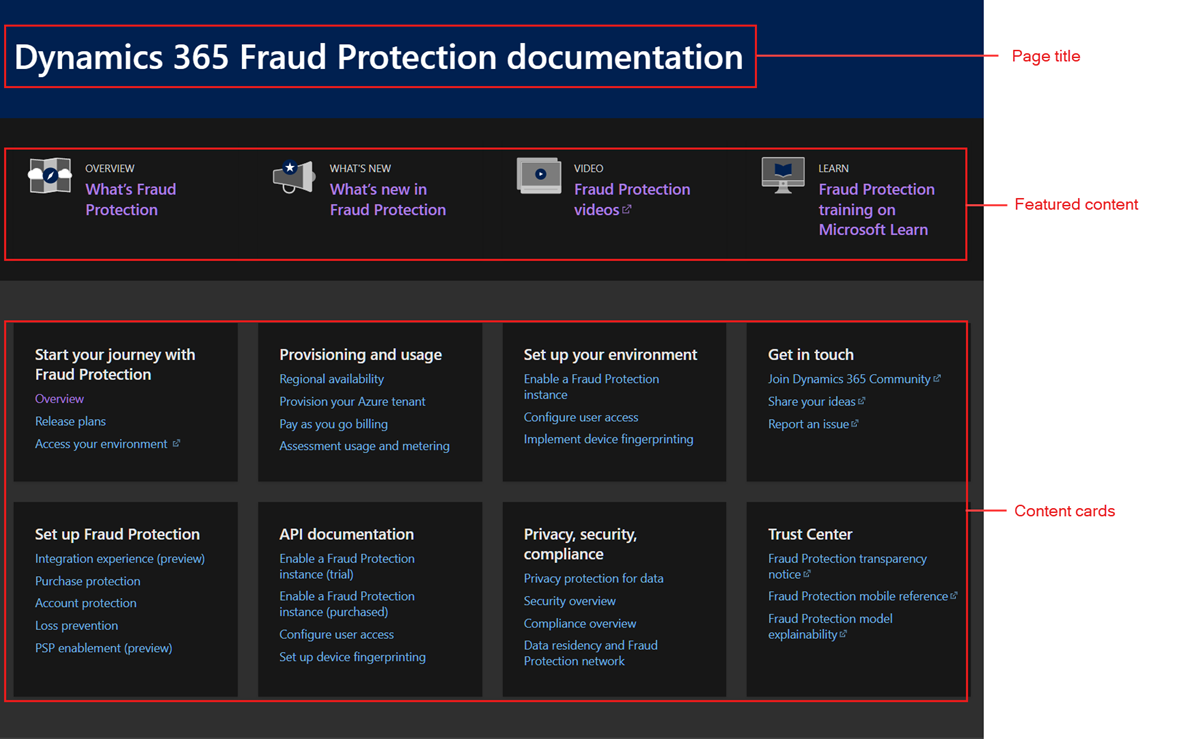 Dynamics 365 Fraud Protection documentation
Page title
OVERVIEW
What's Fraud
Protection
WHAT'S NEW
What's new in
Fraud Protection
VIDEO
Fraud Protection
videos
LEARN
Fraud Protection
training on
Microsoft Learn
Featured content
Start your journey with
Fraud Protection
Overview
Release plans
Access your environment
Provisioning and usage
Regional availability
Provision your Azure tenant
Pay as you go billing
Assessment usage and metering
Set up your environment
Enable a Fraud Protection
instance
Configure user access
Implement device fingerprinting
Get in touch
Join Dynamics 365 Community
Share your ideas
Report an issue
Content cards
Set up Fraud Protection
Integration experience (preview)
Purchase protection
Account protection
Loss prevention
PSP enablement (preview)
API documentation
Enable a Fraud Protection
instance (trial)
Enable a Fraud Protection
instance (purchased)
Configure user access
Set up device fingerprinting
Privacy, security,
compliance
Privacy protection for data
Security overview
Compliance overview
Data residency and Fraud
Protection network
Trust Center
Fraud Protection transparency
notice
Fraud Protection mobile reference
Fraud Protection model
explainability